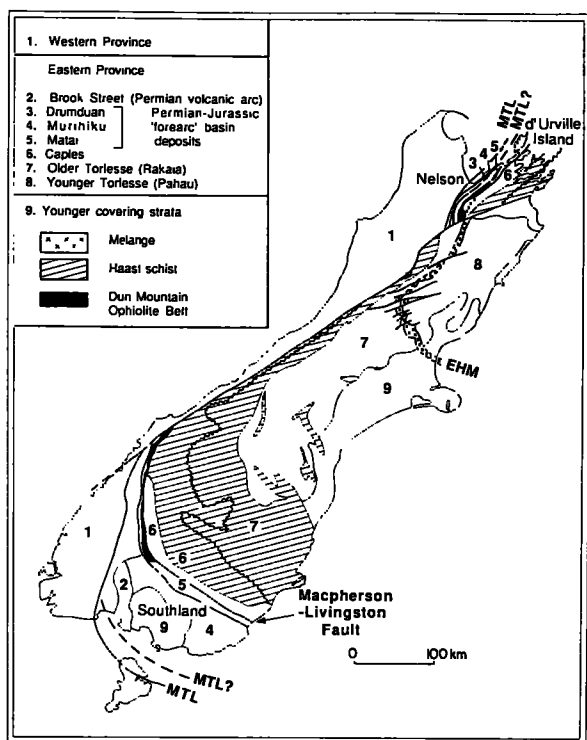 1. Western Province
Eastern Province
2. Brook Street (Permian volcanic arc)
3. Drumduan
4. Murihiku
5. Matai
Permian-Jurassic
'forearc' basin
deposits
6. Caples
7. Older Torlesse (Rakaia)
8. Younger Torlesse (Pahau)
9. Younger covering strata
Melange
Haast schist
Dun Mountain
Ophiolite Belt
MTL
MTL?
d'Urville
Island
5
4
3
Nelson
6
1
8
7
EHM
9
1
6
7
6
5
2
Southland
9
4
Macpherson
-Livingston
Fault
0 100km
MTL?
MTL